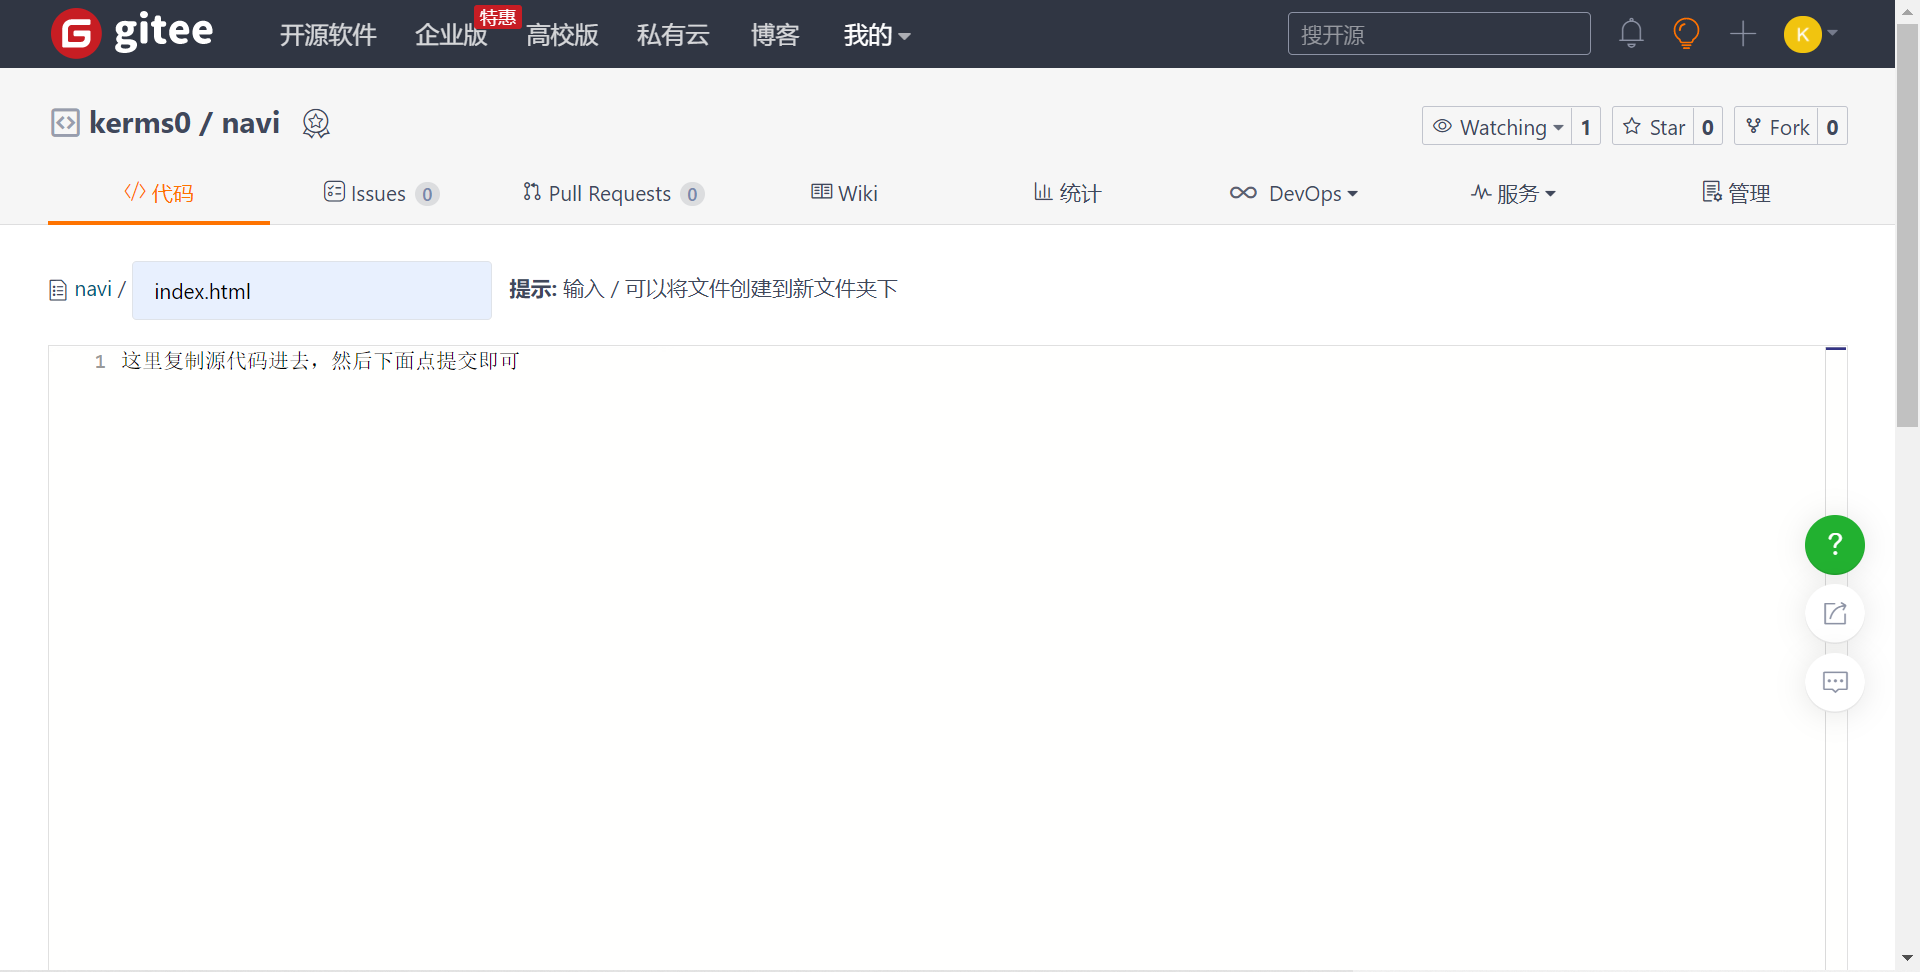 gitee 开源软件 企业版 特惠 高校版 私有云 博客 我的 搜开源 K
kerms0 / navi Watching 1 Star 0 Fork 0
代码 Issues 0 Pull Requests 0 Wiki 统计 DevOps 服务 管理
navi / index.html 提示: 输入 / 可以将文件创建到新文件夹下
1 这里复制源代码进去，然后下面点提交即可
?